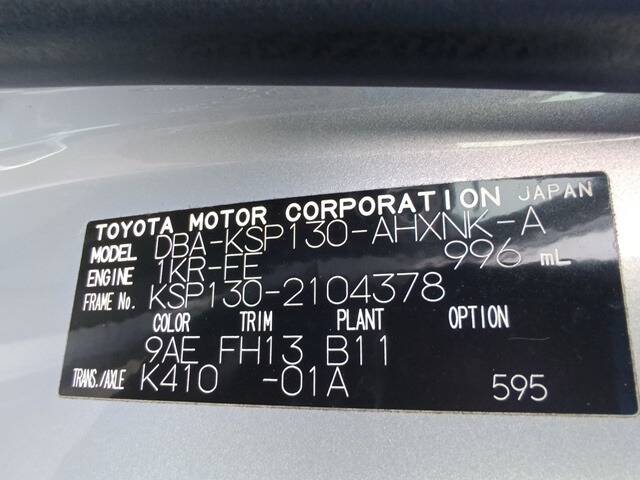 TOYOTA MOTOR CORPORATION JAPAN
MODEL DBA-KSP130-AHXNK-A
ENGINE 1KR-FE 996 mL
FRAME No. KSP130-2104378
COLOR TRIM PLANT OPTION
9AE FH13 B11
TRANS./AXLE K410 -01A 595